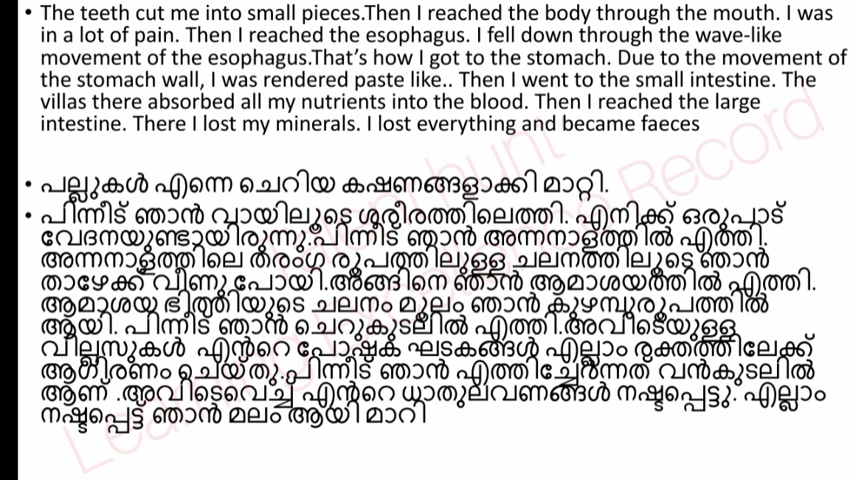 • The teeth cut me into small pieces.Then I reached the body through the mouth. I was
in a lot of pain. Then I reached the esophagus. I fell down through the wave-like
movement of the esophagus.That’s how I got to the stomach. Due to the movement of
the stomach wall, I was rendered paste like.. Then I went to the small intestine. The
villas there absorbed all my nutrients into the blood. Then I reached the large
intestine. There I lost my minerals. I lost everything and became faeces
• പല്ലുകൾ എന്നെ ചെറിയ കഷണങ്ങളാക്കി മാറ്റി.
• പിന്നീട് ഞാൻ വായിലൂടെ ശരീരത്തിലെത്തി. എനിക്ക് ഒരുപാട്
വേദനയുണ്ടായിരുന്നു.പിന്നീട് ഞാൻ അന്നനാളത്തിൽ എത്തി.
അന്നനാളത്തിലെ തരംഗ രൂപത്തിലുള്ള ചലനത്തിലൂടെ ഞാൻ
താഴേക്ക് വീണു പോയി.അങ്ങിനെ ഞാൻ ആമാശയത്തിൽ എത്തി.
ആമാശയ ഭിത്തിയുടെ ചലനം മൂലം ഞാൻ കുഴമ്പുരൂപത്തിൽ
ആയി. പിന്നീട് ഞാൻ ചെറുകുടലിൽ എത്തി.അവിടെയുള്ള
വില്ലസുകൾ എൻറെ പോഷക ഘടകങ്ങൾ എല്ലാം രക്തത്തിലേക്ക്
ആഗിരണം ചെയ്തു.പിന്നീട് ഞാൻ എത്തിച്ചേർന്നത് വൻകുടലിൽ
ആണ് .അവിടെവെച്ച് എൻറെ ധാതുലവണങ്ങൾ നഷ്ടപ്പെട്ടു. എല്ലാം
നഷ്ടപ്പെട്ട് ഞാൻ മലം ആയി മാറി